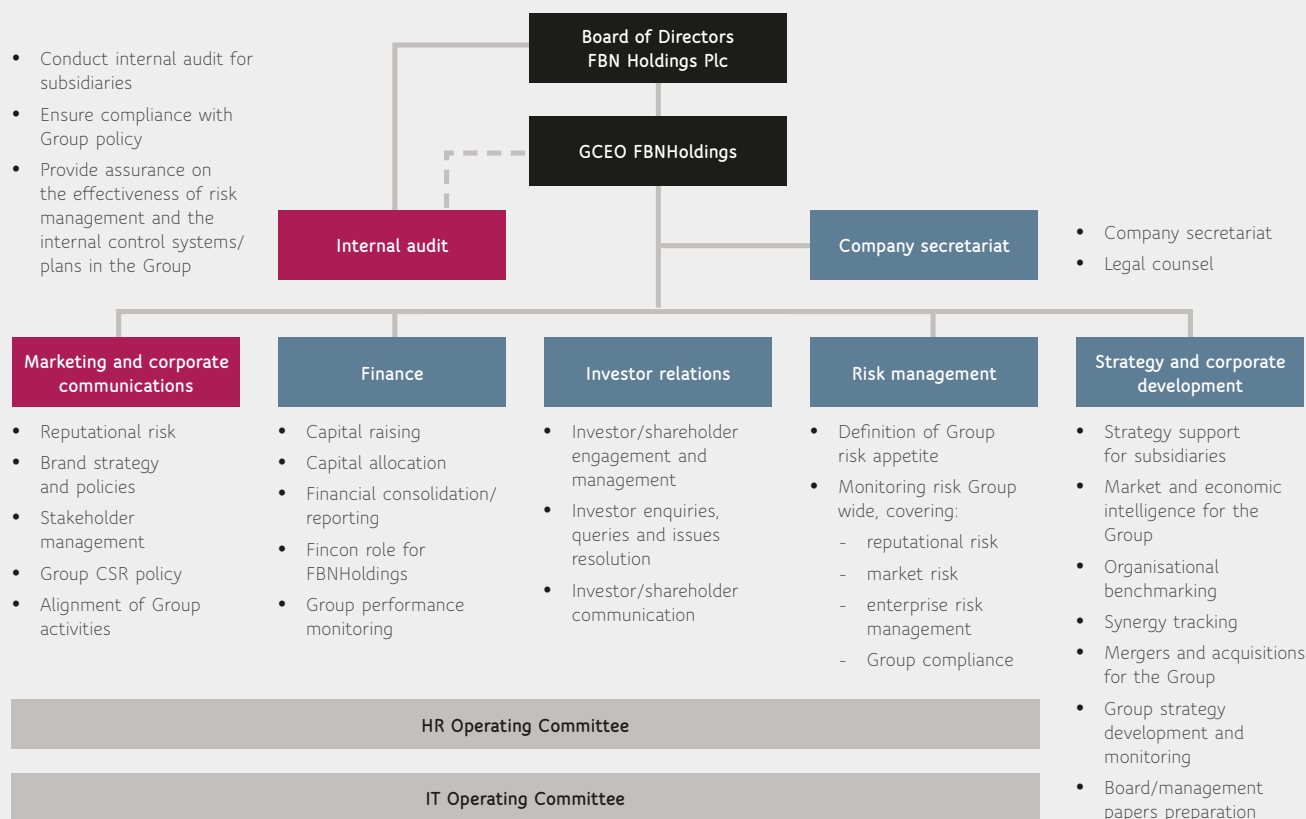 Board of Directors
FBN Holdings Plc
GCEO FBNHoldings
• Conduct internal audit for
subsidiaries
• Ensure compliance with
Group policy
• Provide assurance on
the effectiveness of risk
management and the
internal control systems/
plans in the Group
Internal audit
Company secretariat
• Company secretariat
• Legal counsel
Marketing and corporate
communications
• Reputational risk
• Brand strategy
and policies
• Stakeholder
management
• Group CSR policy
• Alignment of Group
activities
Finance
• Capital raising
• Capital allocation
• Financial consolidation/
reporting
• Fincon role for
FBNHoldings
• Group performance
monitoring
Investor relations
• Investor/shareholder
engagement and
management
• Investor enquiries,
queries and issues
resolution
• Investor/shareholder
communication
Risk management
• Definition of Group
risk appetite
• Monitoring risk Group
wide, covering:
- reputational risk
- market risk
- enterprise risk
management
- Group compliance
Strategy and corporate
development
• Strategy support
for subsidiaries
• Market and economic
intelligence for the
Group
• Organisational
benchmarking
• Synergy tracking
• Mergers and acquisitions
for the Group
• Group strategy
development and
monitoring
• Board/management
papers preparation
HR Operating Committee
IT Operating Committee